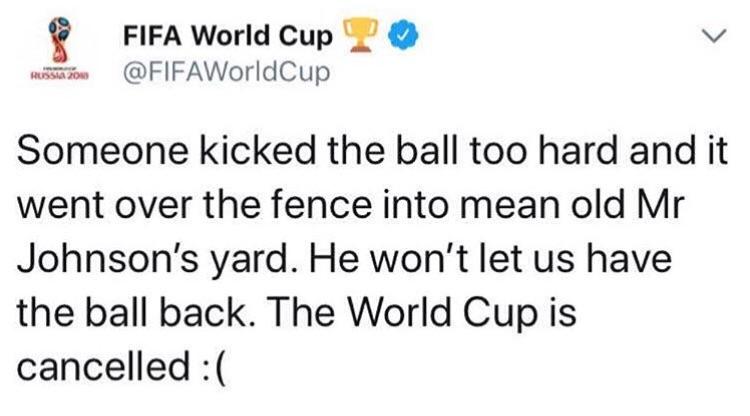 FIFA World Cup 🏆
@FIFAWorldCup
RUSSIA 2018
Someone kicked the ball too hard and it
went over the fence into mean old Mr
Johnson's yard. He won't let us have
the ball back. The World Cup is
cancelled :(